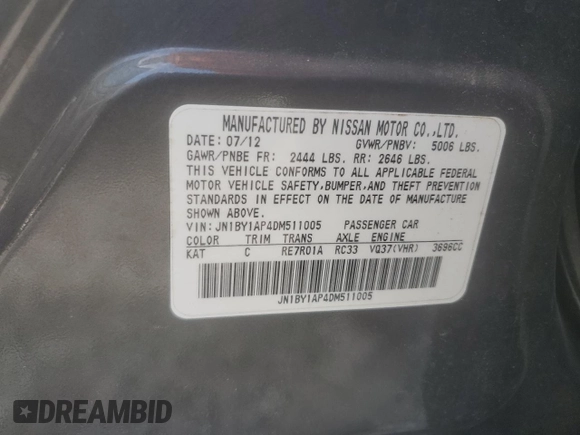 MANUFACTURED BY NISSAN MOTOR CO.,LTD.
DATE: 07/12 GVWR/PNBV: 5006 LBS.
GAWR/PNBE FR: 2444 LBS. RR: 2646 LBS.
THIS VEHICLE CONFORMS TO ALL APPLICABLE FEDERAL
MOTOR VEHICLE SAFETY,BUMPER,AND THEFT PREVENTION
STANDARDS IN EFFECT ON THE DATE OF MANUFACTURE
SHOWN ABOVE.
VIN: JN1BY1AP4DM511005 PASSENGER CAR
COLOR TRIM TRANS AXLE ENGINE
KAT C RE7R01A RC33 VQ37(VHR) 3696CC
JN1BY1AP4DM511005
DREAMBID